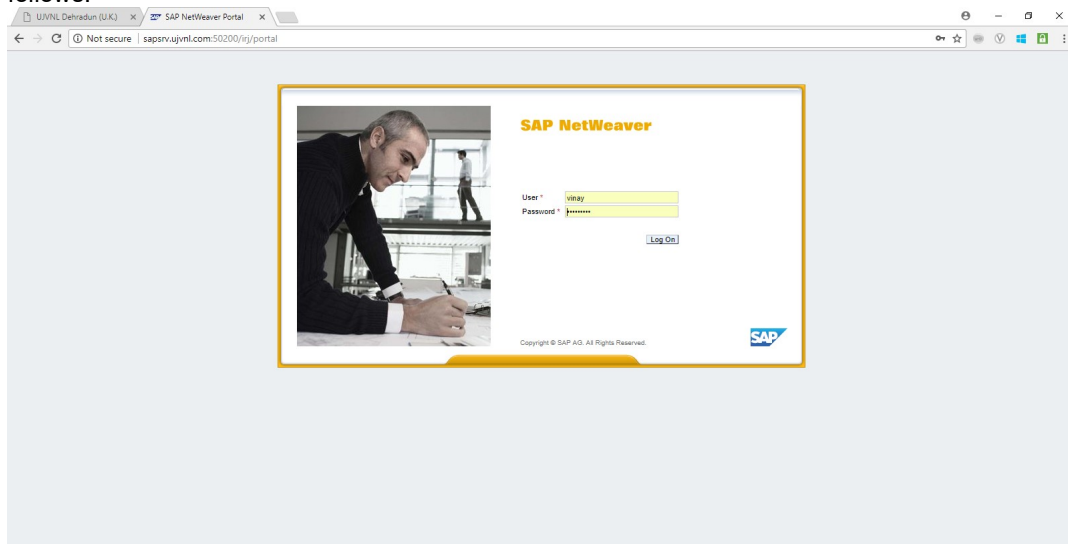 UJVNL Dehradun (U.K.)
SAP NetWeaver Portal
Not secure | sapsrv.ujvnl.com:50200/irj/portal
SAP NetWeaver
User *
vinay
Password *
•••••••••
Log On
Copyright © SAP AG. All Rights Reserved.
SAP